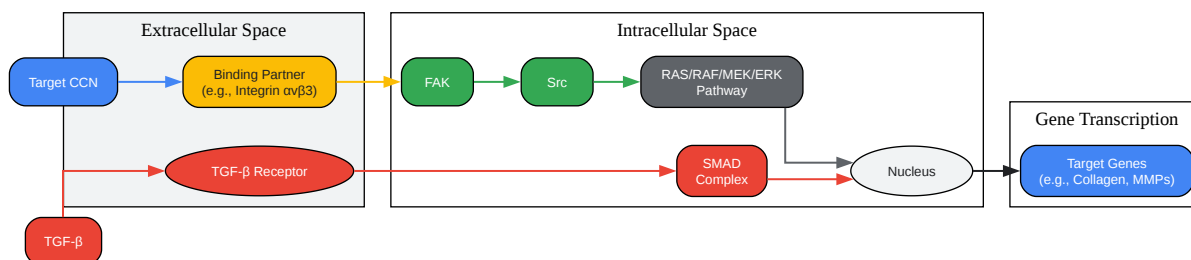 Extracellular Space
Intracellular Space
Target CCN
Binding Partner
(e.g., Integrin αvβ3)
FAK
Src
RAS/RAF/MEK/ERK
Pathway
Gene Transcription
TGF-β Receptor
SMAD
Complex
Nucleus
Target Genes
(e.g., Collagen, MMPs)
TGF-β